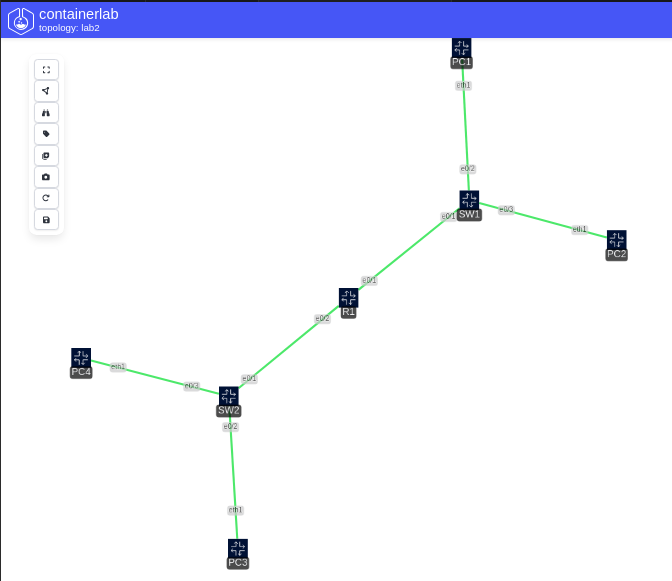 containerlab
topology: lab2
PC1
eth1
e0/2
SW1
e0/1
e0/3
eth1
PC2
e0/1
R1
e0/2
PC4
eth1
e0/3
e0/1
SW2
e0/2
eth1
PC3